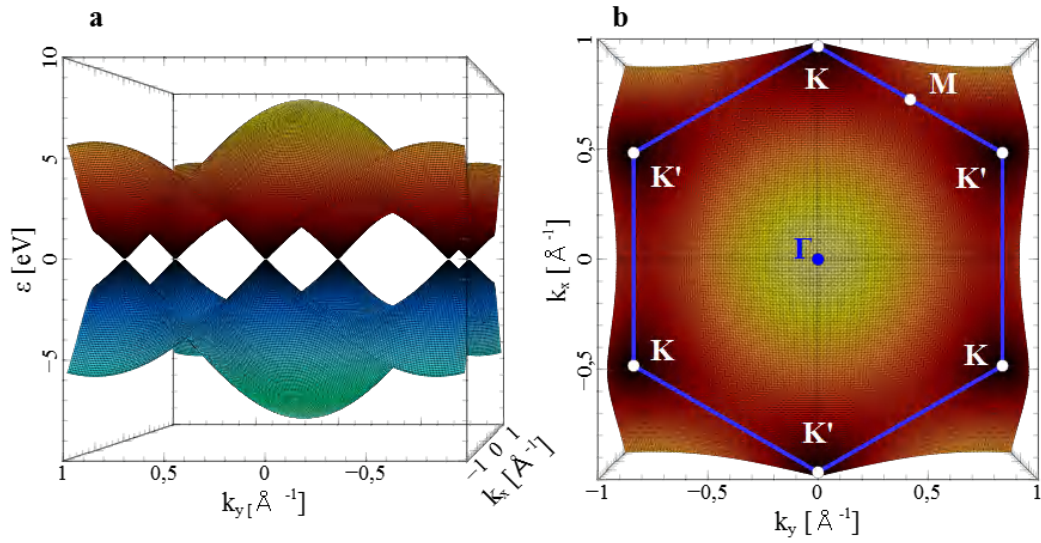 a
10
5
0
−5
ε [eV]
1
0,5
0
−0,5
k_y [Å⁻¹]
−1 0 1
k_x [Å⁻¹]
b
1
0,5
0
−0,5
k_x [Å⁻¹]
K
M
K'
K'
Γ
K
K
K'
−1
−0,5
0
0,5
1
k_y [Å⁻¹]